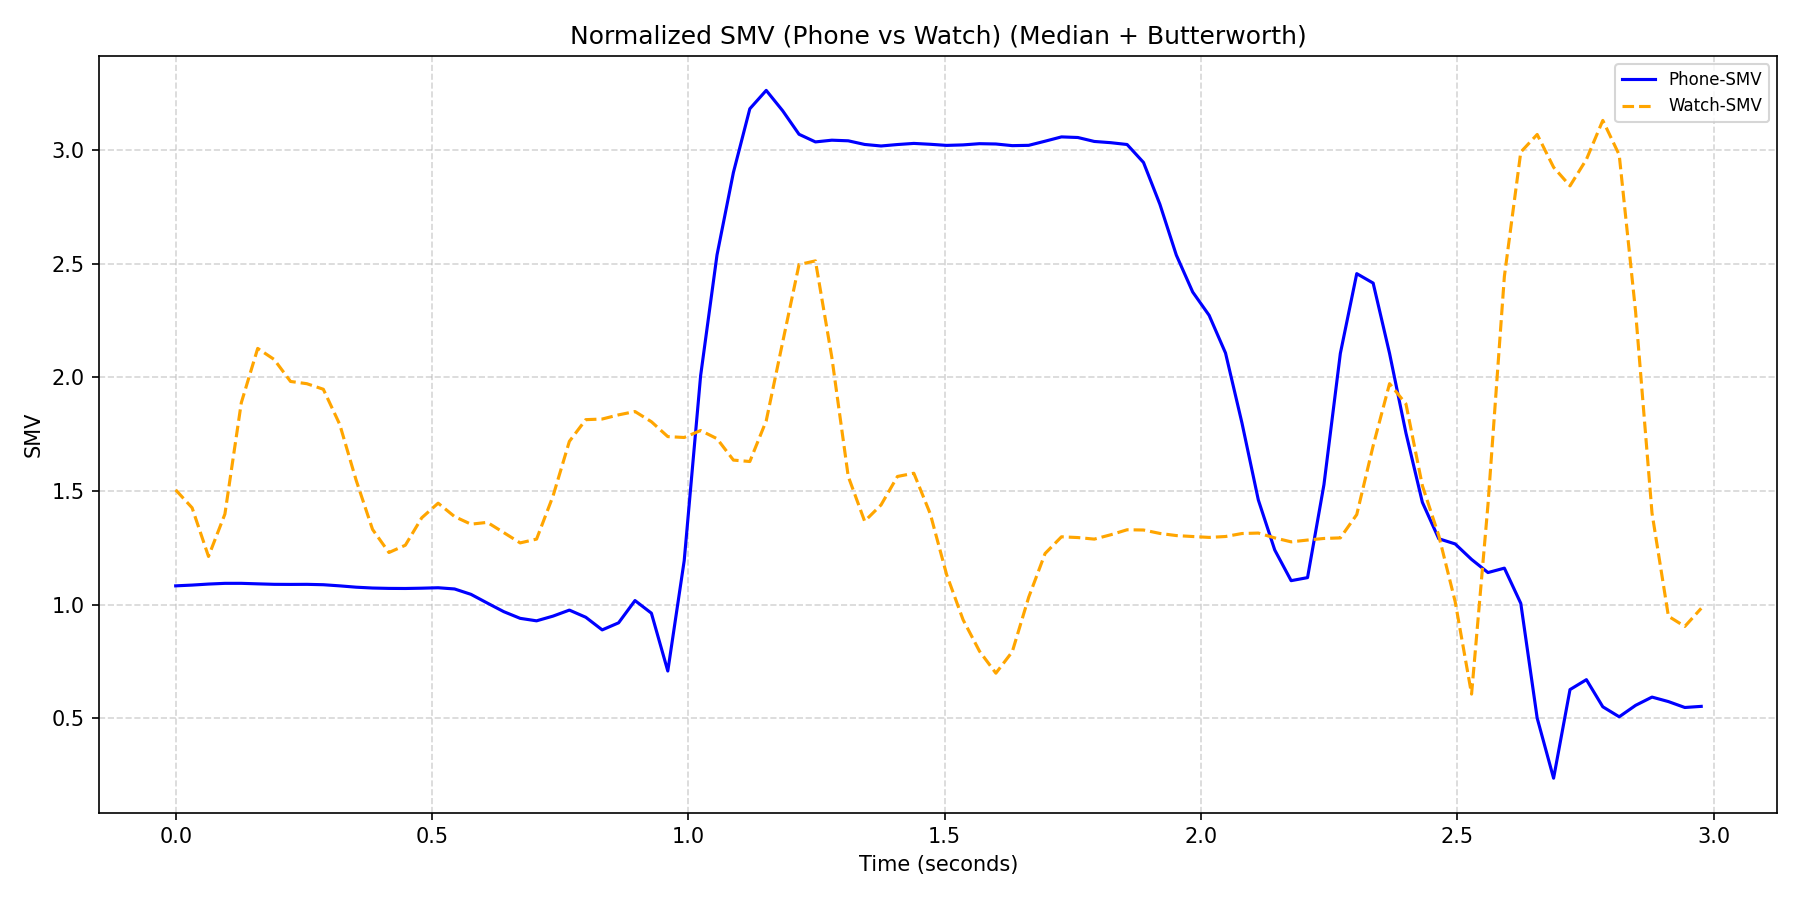 Normalized SMV (Phone vs Watch) (Median + Butterworth)
Phone-SMV
Watch-SMV
SMV
3.0
2.5
2.0
1.5
1.0
0.5
0.0 0.5 1.0 1.5 2.0 2.5 3.0
Time (seconds)